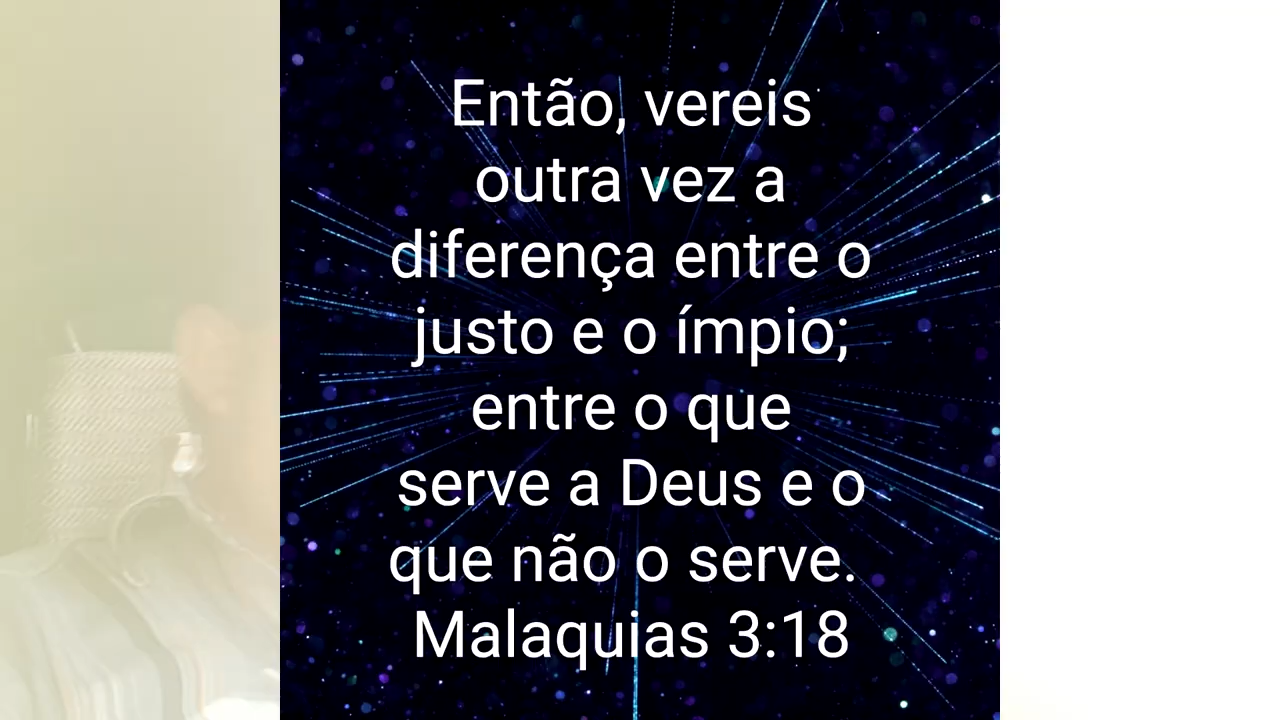 Então, vereis
outra vez a
diferença entre o
justo e o ímpio;
entre o que
serve a Deus e o
que não o serve.
Malaquias 3:18